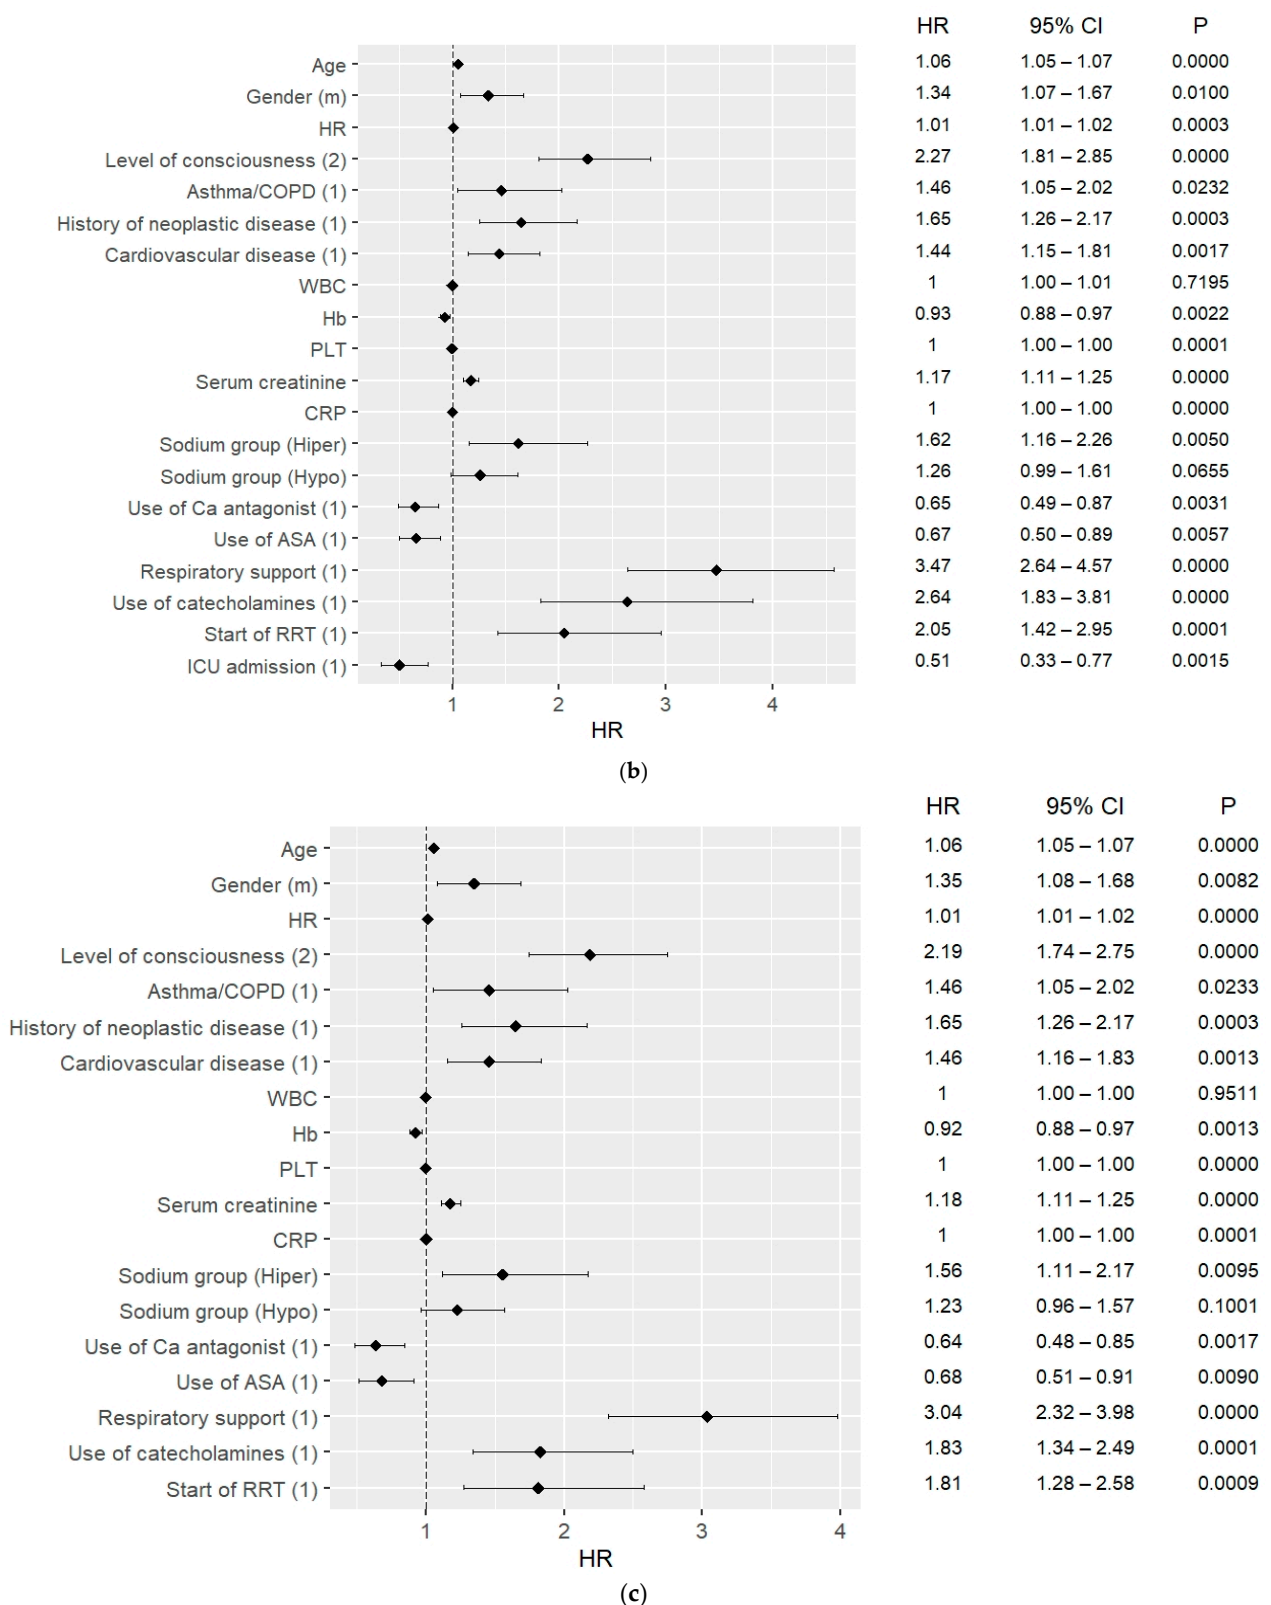 HR 95% CI P
Age 1.06 1.05 – 1.07 0.0000
Gender (m) 1.34 1.07 – 1.67 0.0100
HR 1.01 1.01 – 1.02 0.0003
Level of consciousness (2) 2.27 1.81 – 2.85 0.0000
Asthma/COPD (1) 1.46 1.05 – 2.02 0.0232
History of neoplastic disease (1) 1.65 1.26 – 2.17 0.0003
Cardiovascular disease (1) 1.44 1.15 – 1.81 0.0017
WBC 1 1.00 – 1.01 0.7195
Hb 0.93 0.88 – 0.97 0.0022
PLT 1 1.00 – 1.00 0.0001
Serum creatinine 1.17 1.11 – 1.25 0.0000
CRP 1 1.00 – 1.00 0.0000
Sodium group (Hiper) 1.62 1.16 – 2.26 0.0050
Sodium group (Hypo) 1.26 0.99 – 1.61 0.0655
Use of Ca antagonist (1) 0.65 0.49 – 0.87 0.0031
Use of ASA (1) 0.67 0.50 – 0.89 0.0057
Respiratory support (1) 3.47 2.64 – 4.57 0.0000
Use of catecholamines (1) 2.64 1.83 – 3.81 0.0000
Start of RRT (1) 2.05 1.42 – 2.95 0.0001
ICU admission (1) 0.51 0.33 – 0.77 0.0015
1 2 3 4
HR
(b)
HR 95% CI P
Age 1.06 1.05 – 1.07 0.0000
Gender (m) 1.35 1.08 – 1.68 0.0082
HR 1.01 1.01 – 1.02 0.0000
Level of consciousness (2) 2.19 1.74 – 2.75 0.0000
Asthma/COPD (1) 1.46 1.05 – 2.02 0.0233
History of neoplastic disease (1) 1.65 1.26 – 2.17 0.0003
Cardiovascular disease (1) 1.46 1.16 – 1.83 0.0013
WBC 1 1.00 – 1.00 0.9511
Hb 0.92 0.88 – 0.97 0.0013
PLT 1 1.00 – 1.00 0.0000
Serum creatinine 1.18 1.11 – 1.25 0.0000
CRP 1 1.00 – 1.00 0.0001
Sodium group (Hiper) 1.56 1.11 – 2.17 0.0095
Sodium group (Hypo) 1.23 0.96 – 1.57 0.1001
Use of Ca antagonist (1) 0.64 0.48 – 0.85 0.0017
Use of ASA (1) 0.68 0.51 – 0.91 0.0090
Respiratory support (1) 3.04 2.32 – 3.98 0.0000
Use of catecholamines (1) 1.83 1.34 – 2.49 0.0001
Start of RRT (1) 1.81 1.28 – 2.58 0.0009
1 2 3 4
HR
(c)